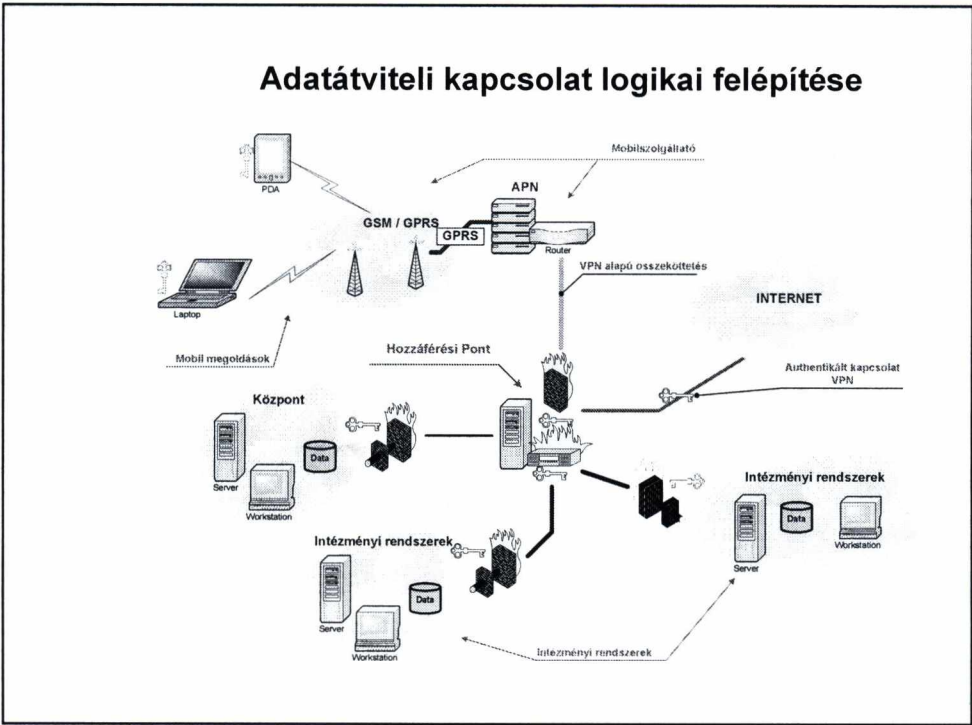 Adatátviteli kapcsolat logikai felépítése
Mobilszolgáltató
PDA
APN
GSM / GPRS
GPRS
Router
VPN alapú összeköttetés
INTERNET
Laptop
Mobil megoldások
Hozzáférési Pont
Authentikált kapcsolat
VPN
Központ
Data
Server
Workstation
Intézményi rendszerek
Data
Server
Workstation
Intézményi rendszerek
Data
Server
Workstation
Intézményi rendszerek